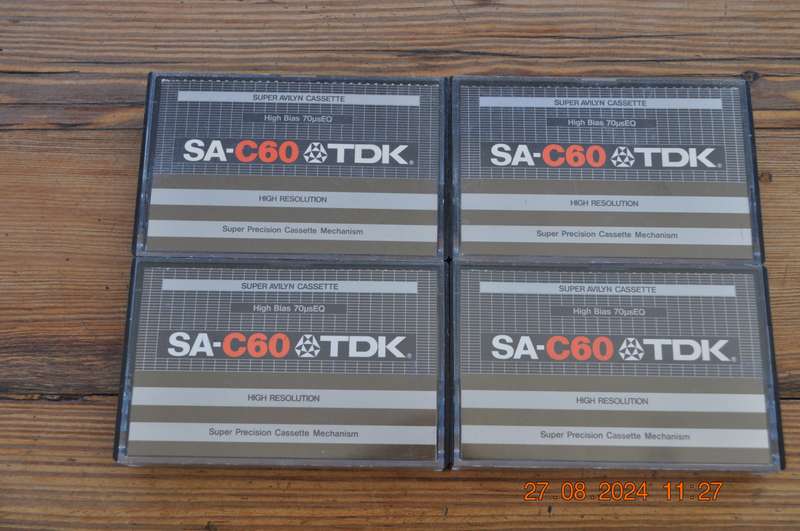 SUPER AVILYN CASSETTE
High Bias 70µsEQ
SA-C60 TDK®
HIGH RESOLUTION
Super Precision Cassette Mechanism
SUPER AVILYN CASSETTE
High Bias 70µsEQ
SA-C60 TDK®
HIGH RESOLUTION
Super Precision Cassette Mechanism
SUPER AVILYN CASSETTE
High Bias 70µsEQ
SA-C60 TDK®
HIGH RESOLUTION
Super Precision Cassette Mechanism
SUPER AVILYN CASSETTE
High Bias 70µsEQ
SA-C60 TDK®
HIGH RESOLUTION
Super Precision Cassette Mechanism
27.08.2024 11:27